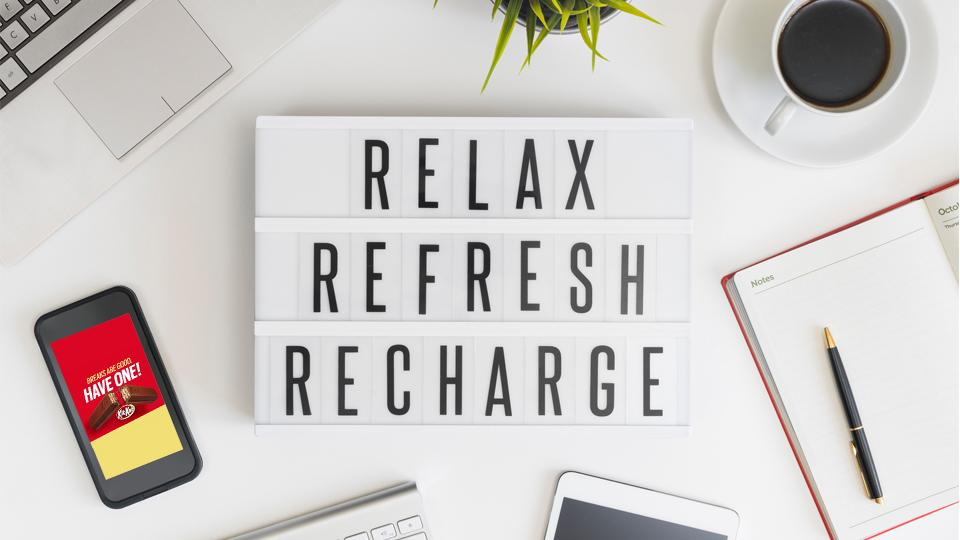 RELAX
REFRESH
RECHARGE
BREAKS ARE GOOD.
HAVE ONE!
KitKat
Notes